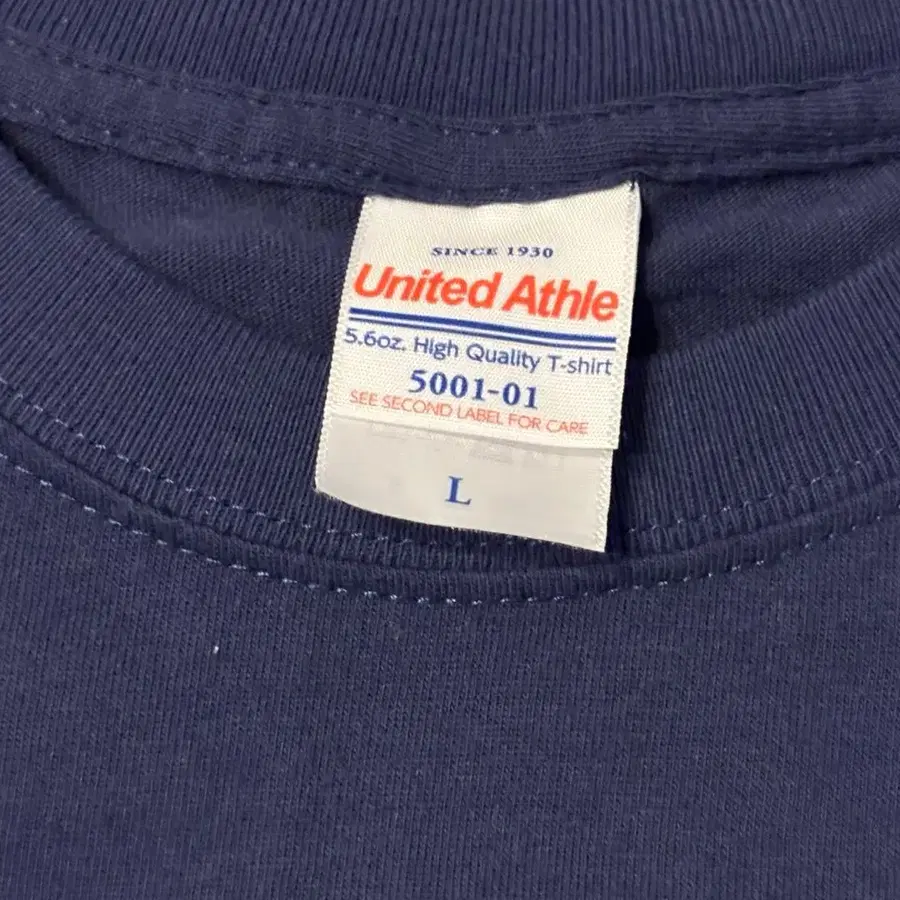 SINCE 1930
United Athle
5.6oz. High Quality T-shirt
5001-01
SEE SECOND LABEL FOR CARE
L